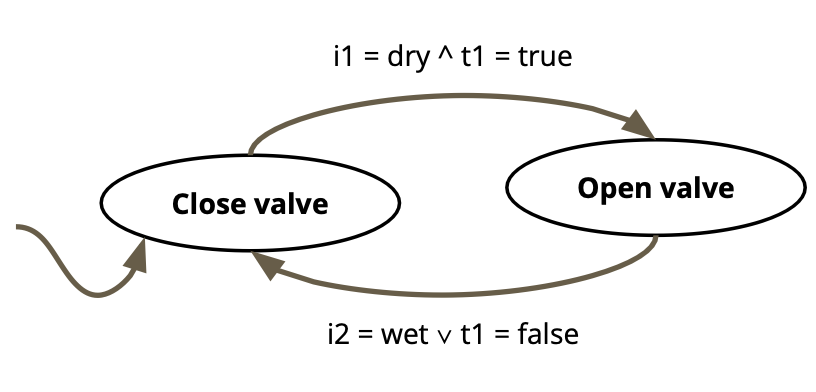 i1 = dry ^ t1 = true
Close valve
Open valve
i2 = wet ∨ t1 = false